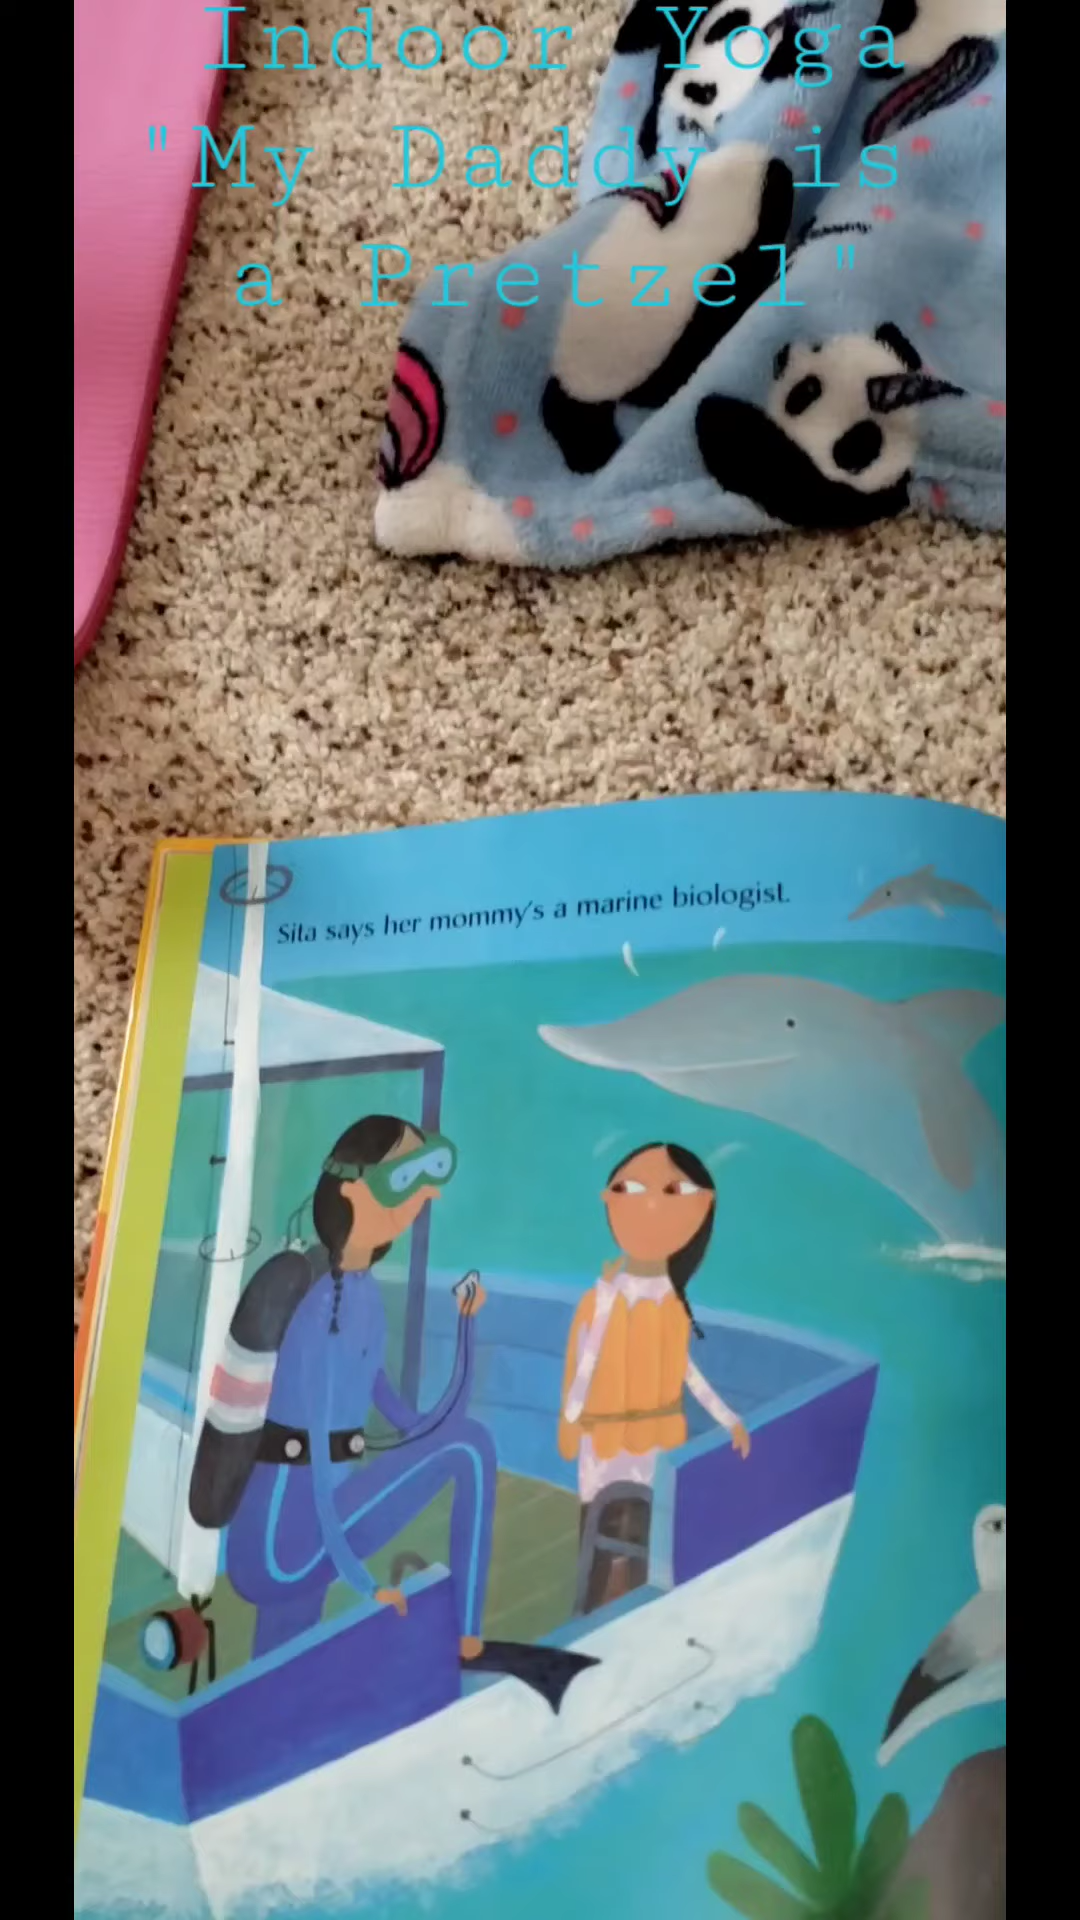 Indoor Yoga
"My Daddy is
a Pretzel"
Sita says her mommy's a marine biologist.